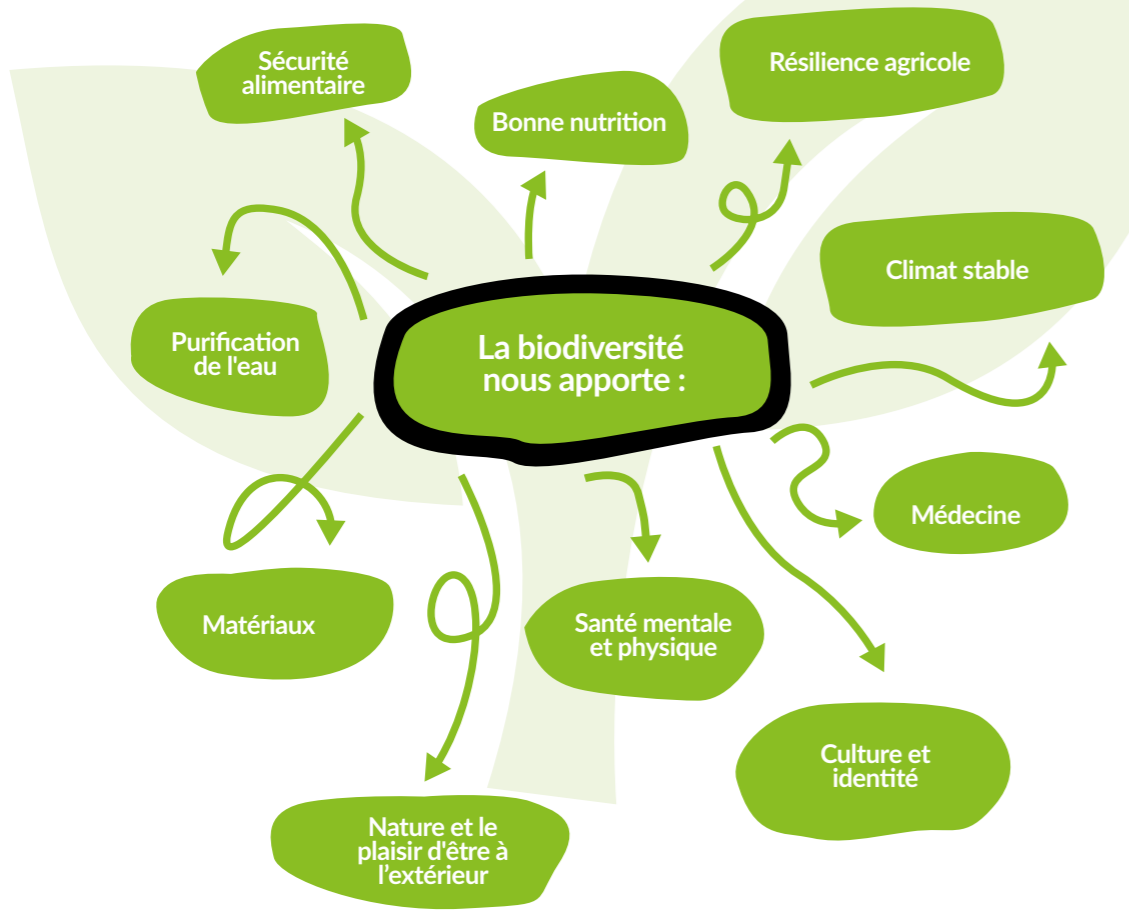 Sécurité
alimentaire
Bonne nutrition
Résilience agricole
Climat stable
Purification
de l'eau
La biodiversité
nous apporte :
Médecine
Matériaux
Santé mentale
et physique
Culture et
identité
Nature et le
plaisir d'être à
l’extérieur